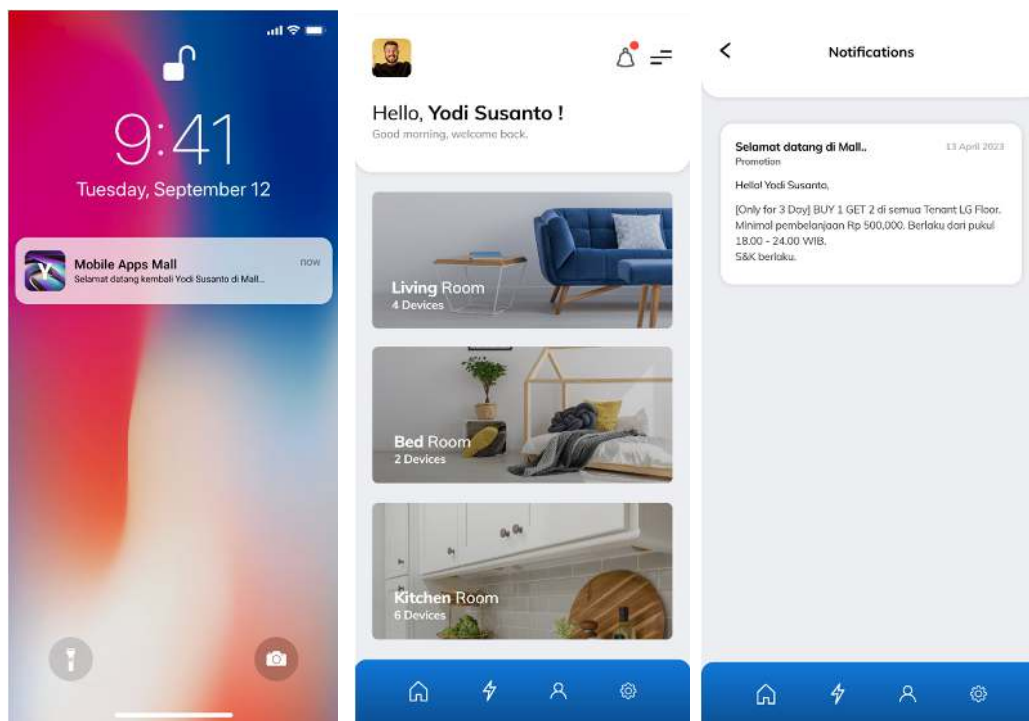 9:41
Tuesday, September 12
Mobile Apps Mall
now
Selamat datang kembali Yodi Susanto di Mall...
Hello, Yodi Susanto !
Good morning, welcome back.
Living Room
4 Devices
Bed Room
2 Devices
Kitchen Room
6 Devices
Notifications
Selamat datang di Mall..
13 April 2023
Promotion
Hello! Yodi Susanto,
[Only for 3 Day] BUY 1 GET 2 di semua Tenant LG Floor.
Minimal pembelanjaan Rp 500,000. Berlaku dari pukul
18.00 - 24.00 WIB.
S&K berlaku.